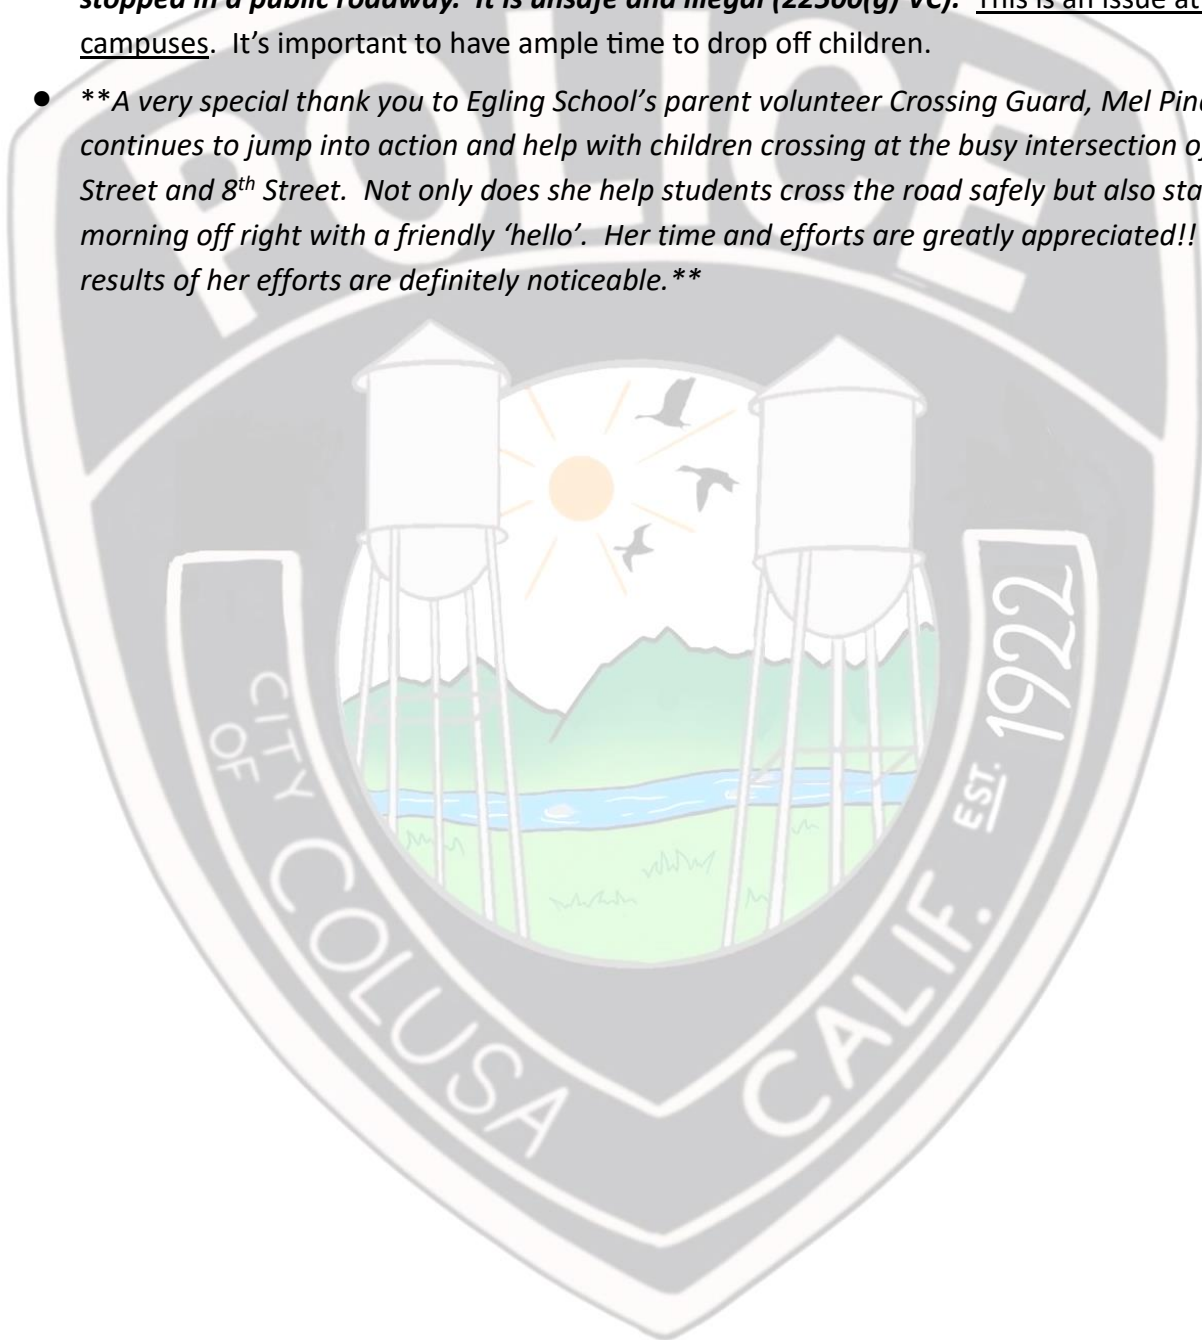 stopped in a public roadway. It is unsafe and illegal (22500(g) VC). This is an issue at
campuses. It's important to have ample time to drop off children.
● **A very special thank you to Egling School's parent volunteer Crossing Guard, Mel
continues to jump into action and help with children crossing at the busy intersection
Street and 8th Street. Not only does she help students cross the road safely but also
morning off right with a friendly 'hello'. Her time and efforts are greatly appreciated!!
results of her efforts are definitely noticeable.**
POLICE
CITY
OF
COLUSA
CALIF.
EST. 1922